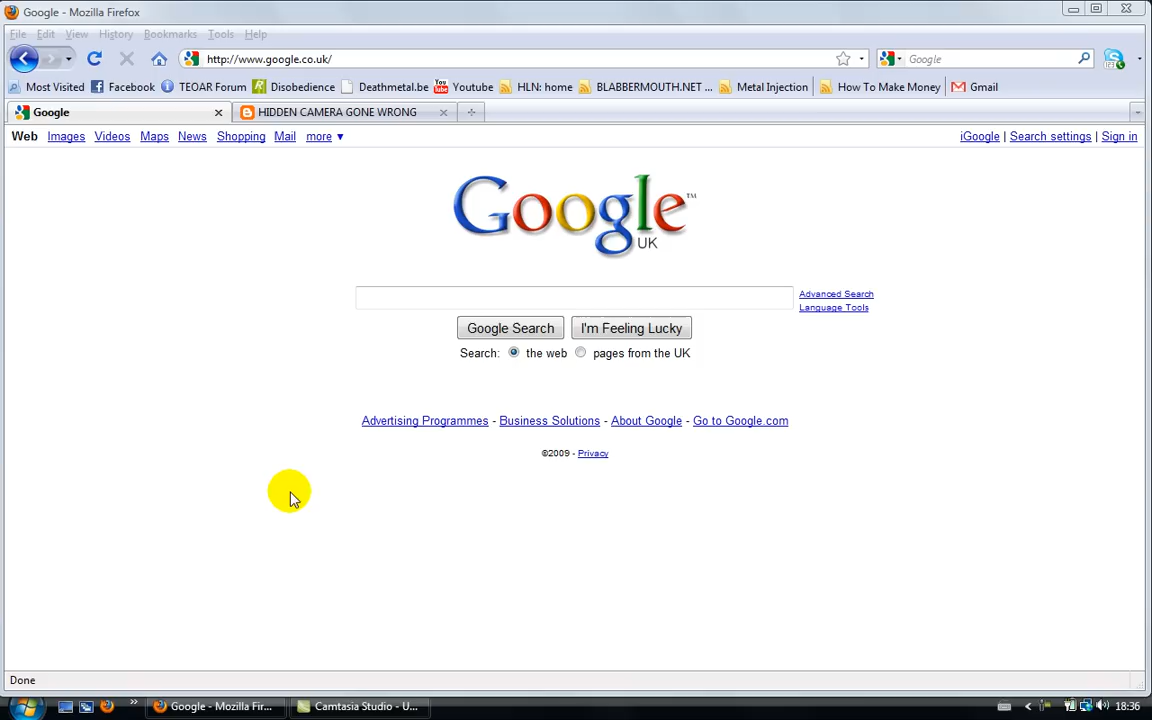 Google - Mozilla Firefox
File Edit View History Bookmarks Tools Help
http://www.google.co.uk/ Google
Most Visited Facebook TEOAR Forum Disobedience Deathmetal.be Youtube HLN: home BLABBERMOUTH.NET ... Metal Injection How To Make Money Gmail
Google HIDDEN CAMERA GONE WRONG
Web Images Videos Maps News Shopping Mail more ▼ iGoogle | Search settings | Sign in
Google™
UK
Advanced Search
Language Tools
Google Search I'm Feeling Lucky
Search: the web pages from the UK
Advertising Programmes - Business Solutions - About Google - Go to Google.com
©2009 - Privacy
Done
Google - Mozilla Fir... Camtasia Studio - U... 18:36